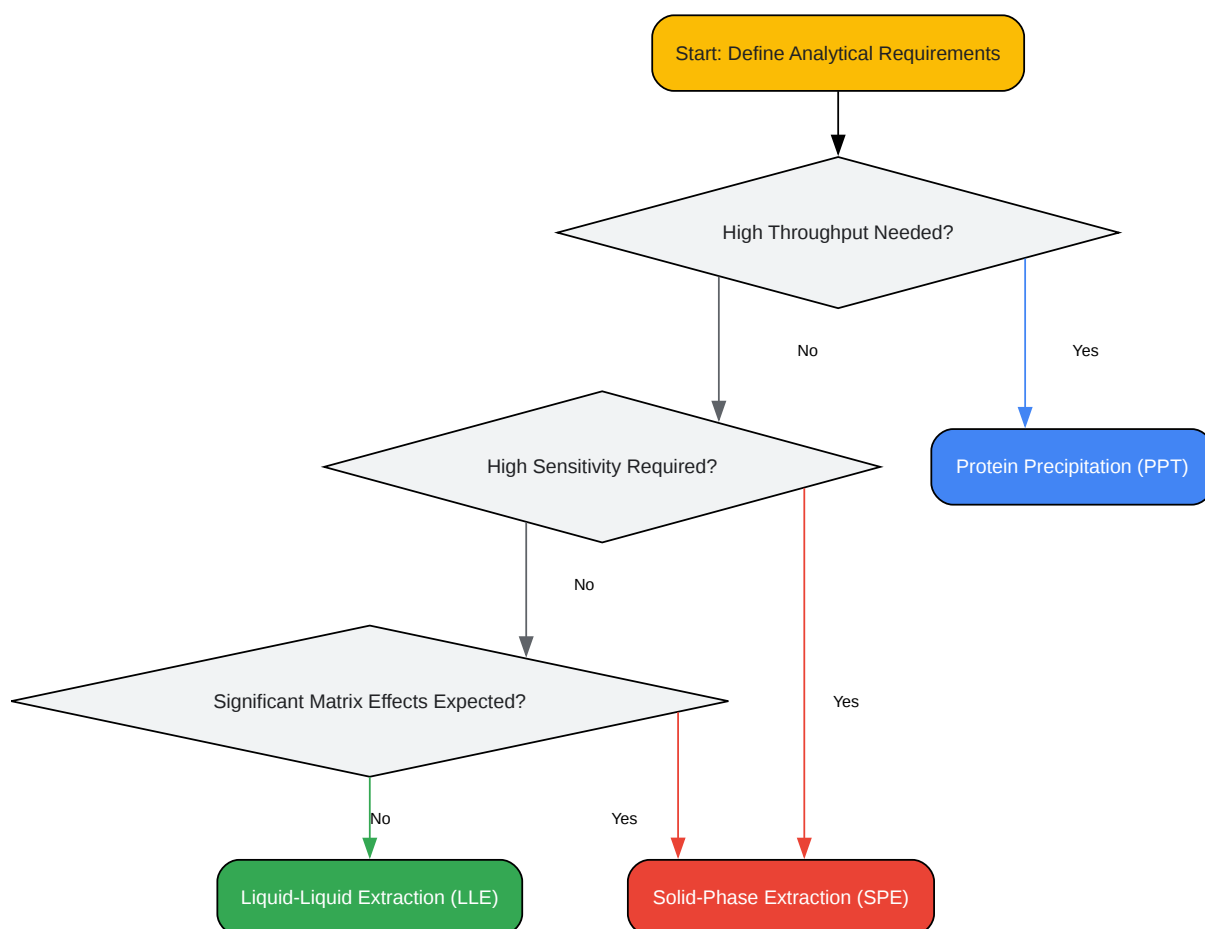 Start: Define Analytical Requirements
High Throughput Needed?
No
Yes
High Sensitivity Required?
Protein Precipitation (PPT)
No
Significant Matrix Effects Expected?
Yes
No
Yes
Liquid-Liquid Extraction (LLE)
Solid-Phase Extraction (SPE)